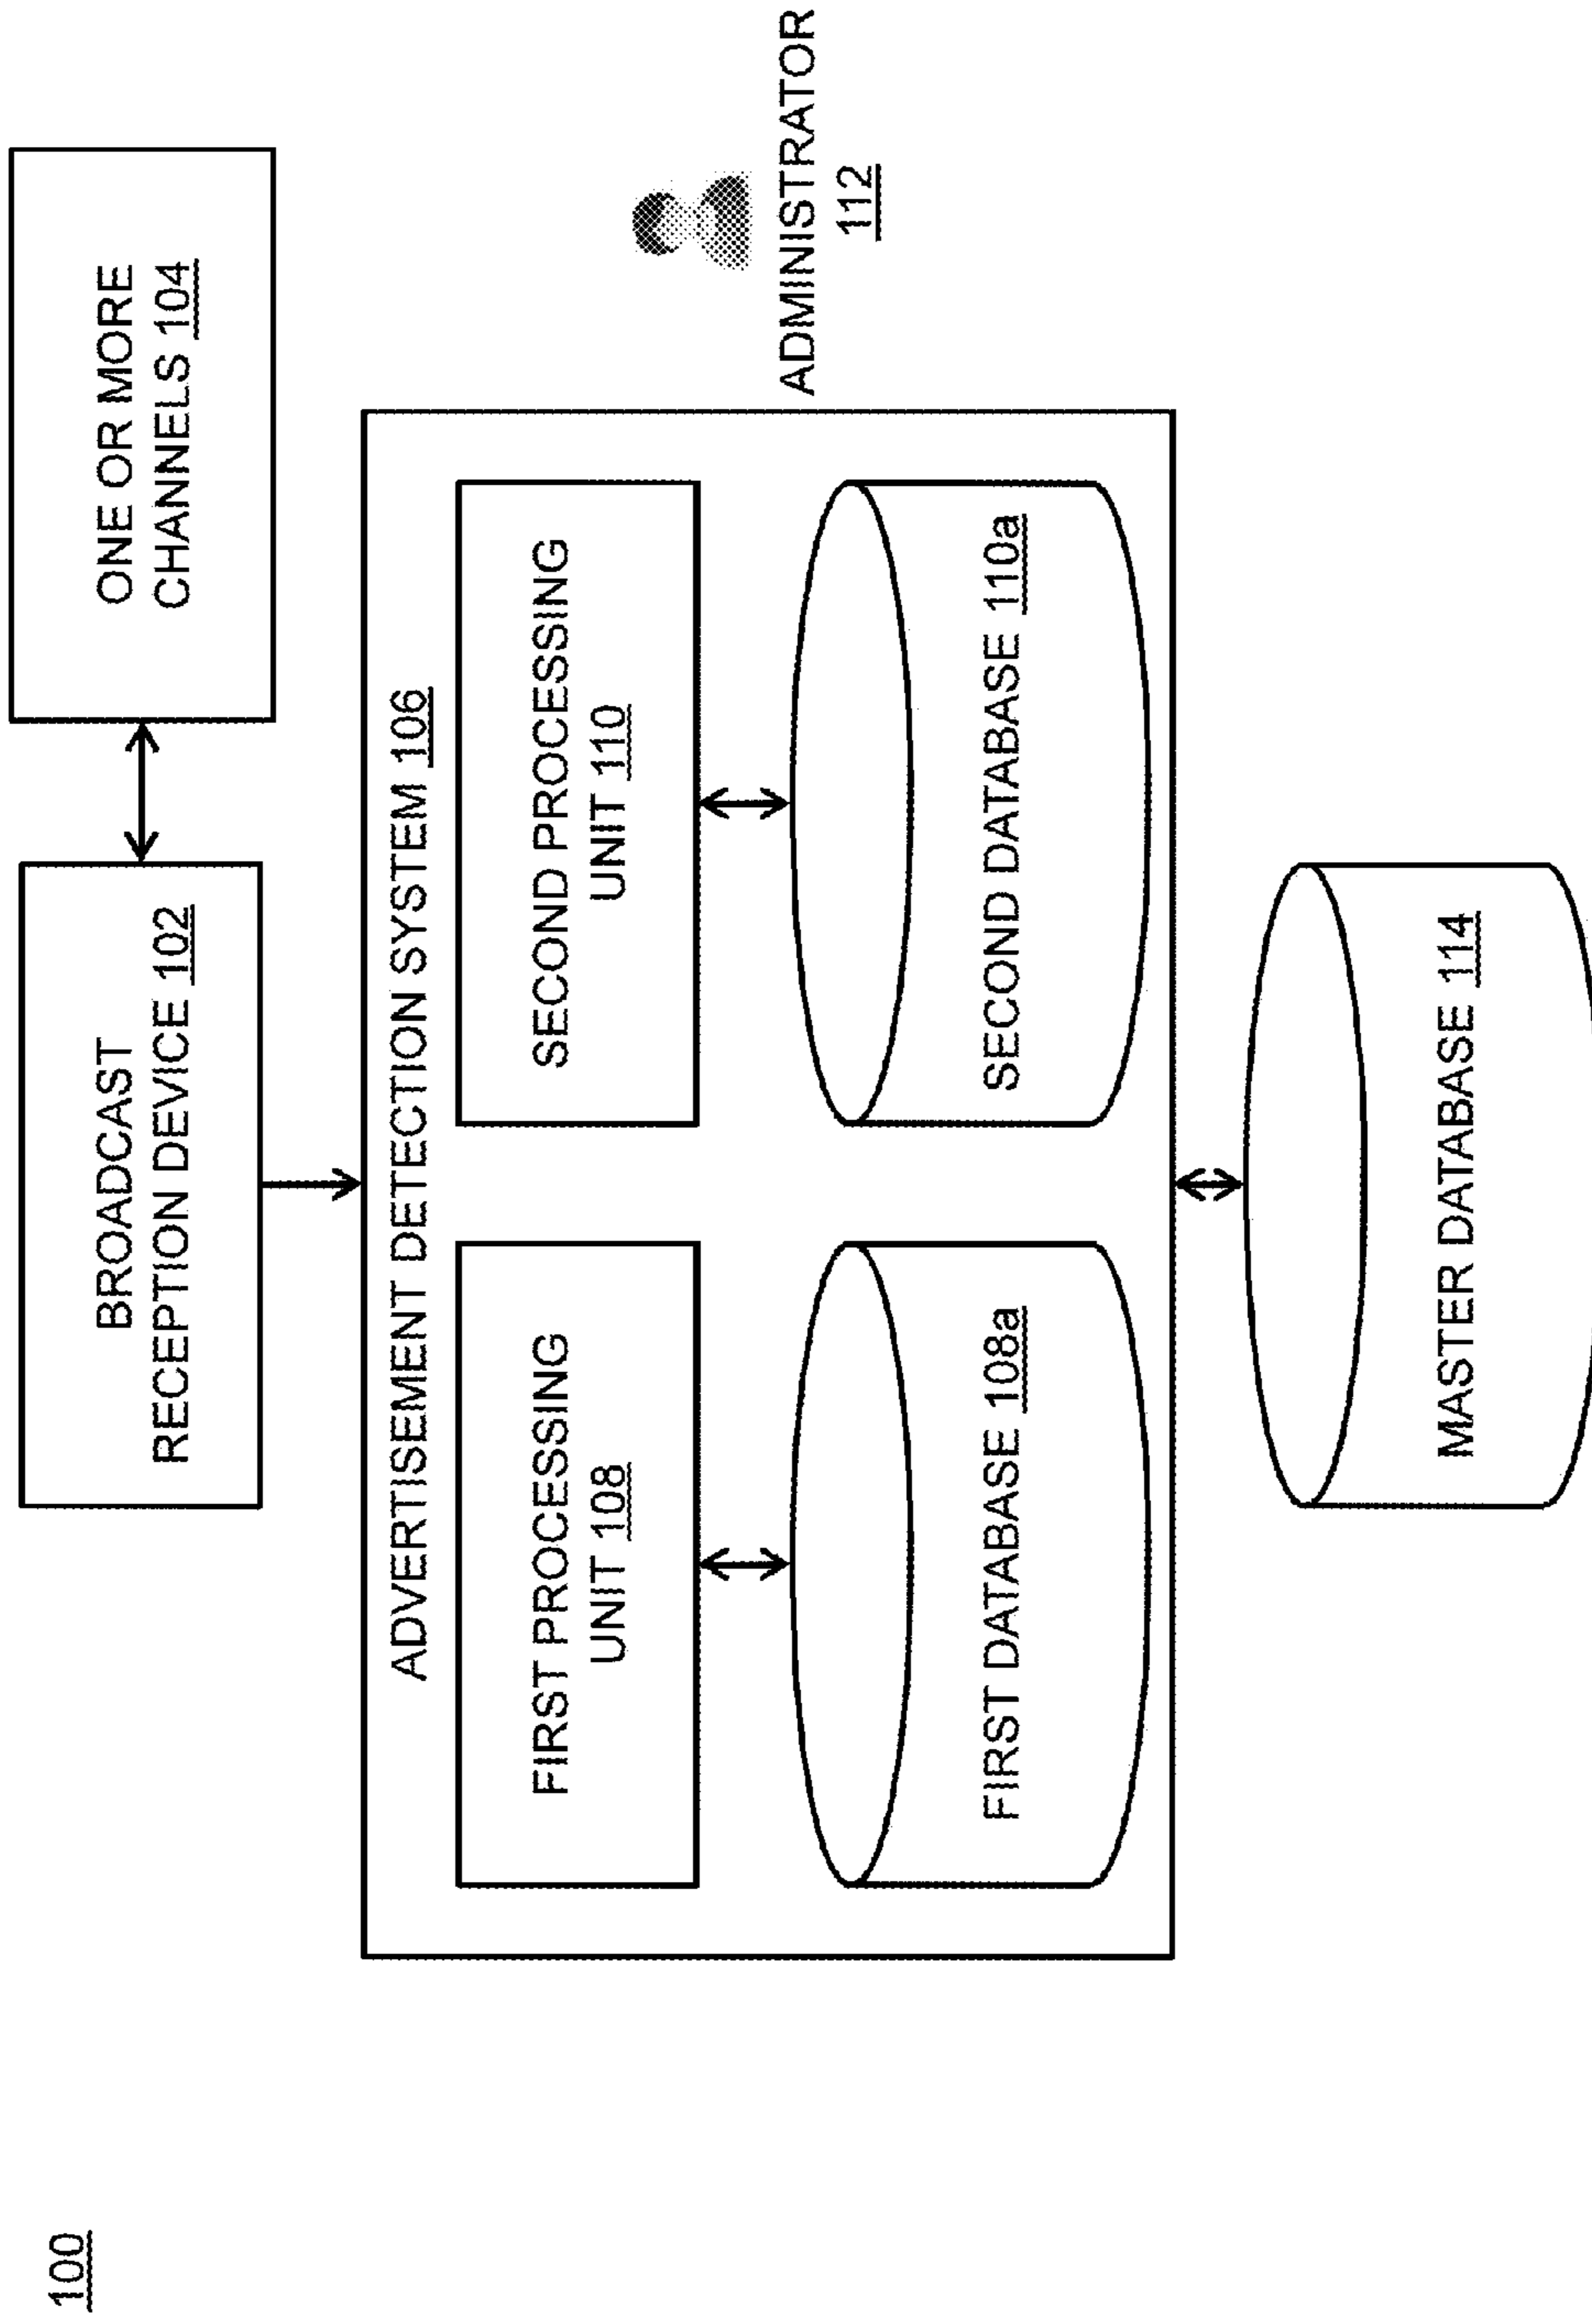 100
BROADCAST
RECEPTION DEVICE 102
ONE OR MORE
CHANNELS 104
ADVERTISEMENT DETECTION SYSTEM 106
FIRST PROCESSING
UNIT 108
SECOND PROCESSING
UNIT 110
FIRST DATABASE 108a
SECOND DATABASE 110a
ADMINISTRATOR
112
MASTER DATABASE 114